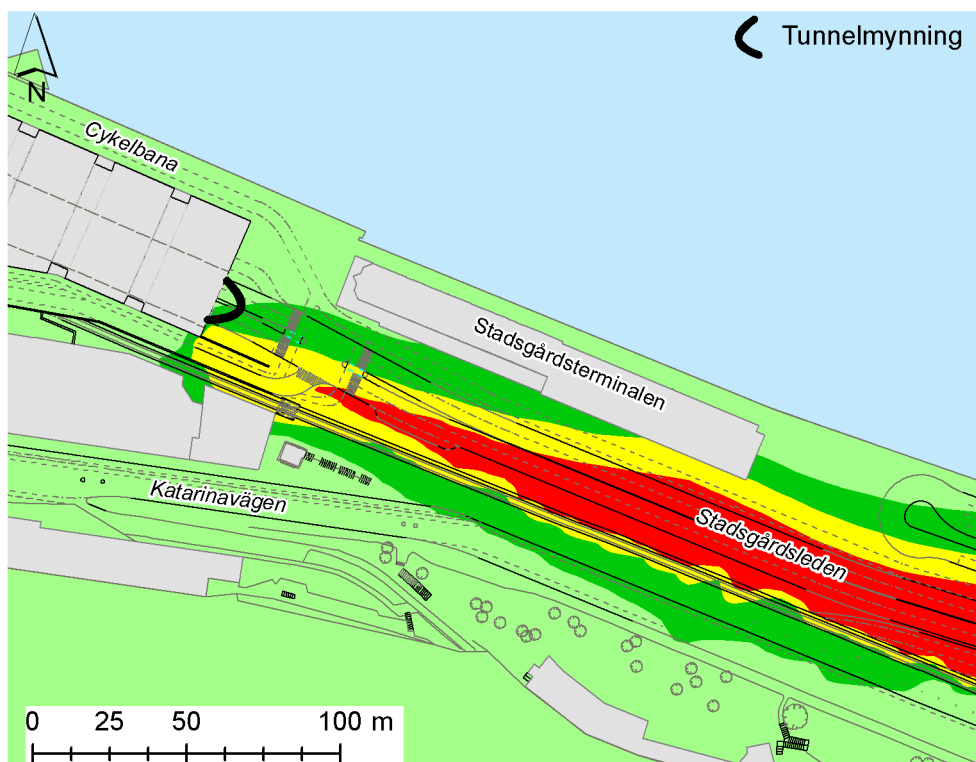 Tunnelmynning
N
Cykelbana
Stadsgårdsterminalen
Katarinavägen
Stadsgårdsleden
0 25 50 100 m